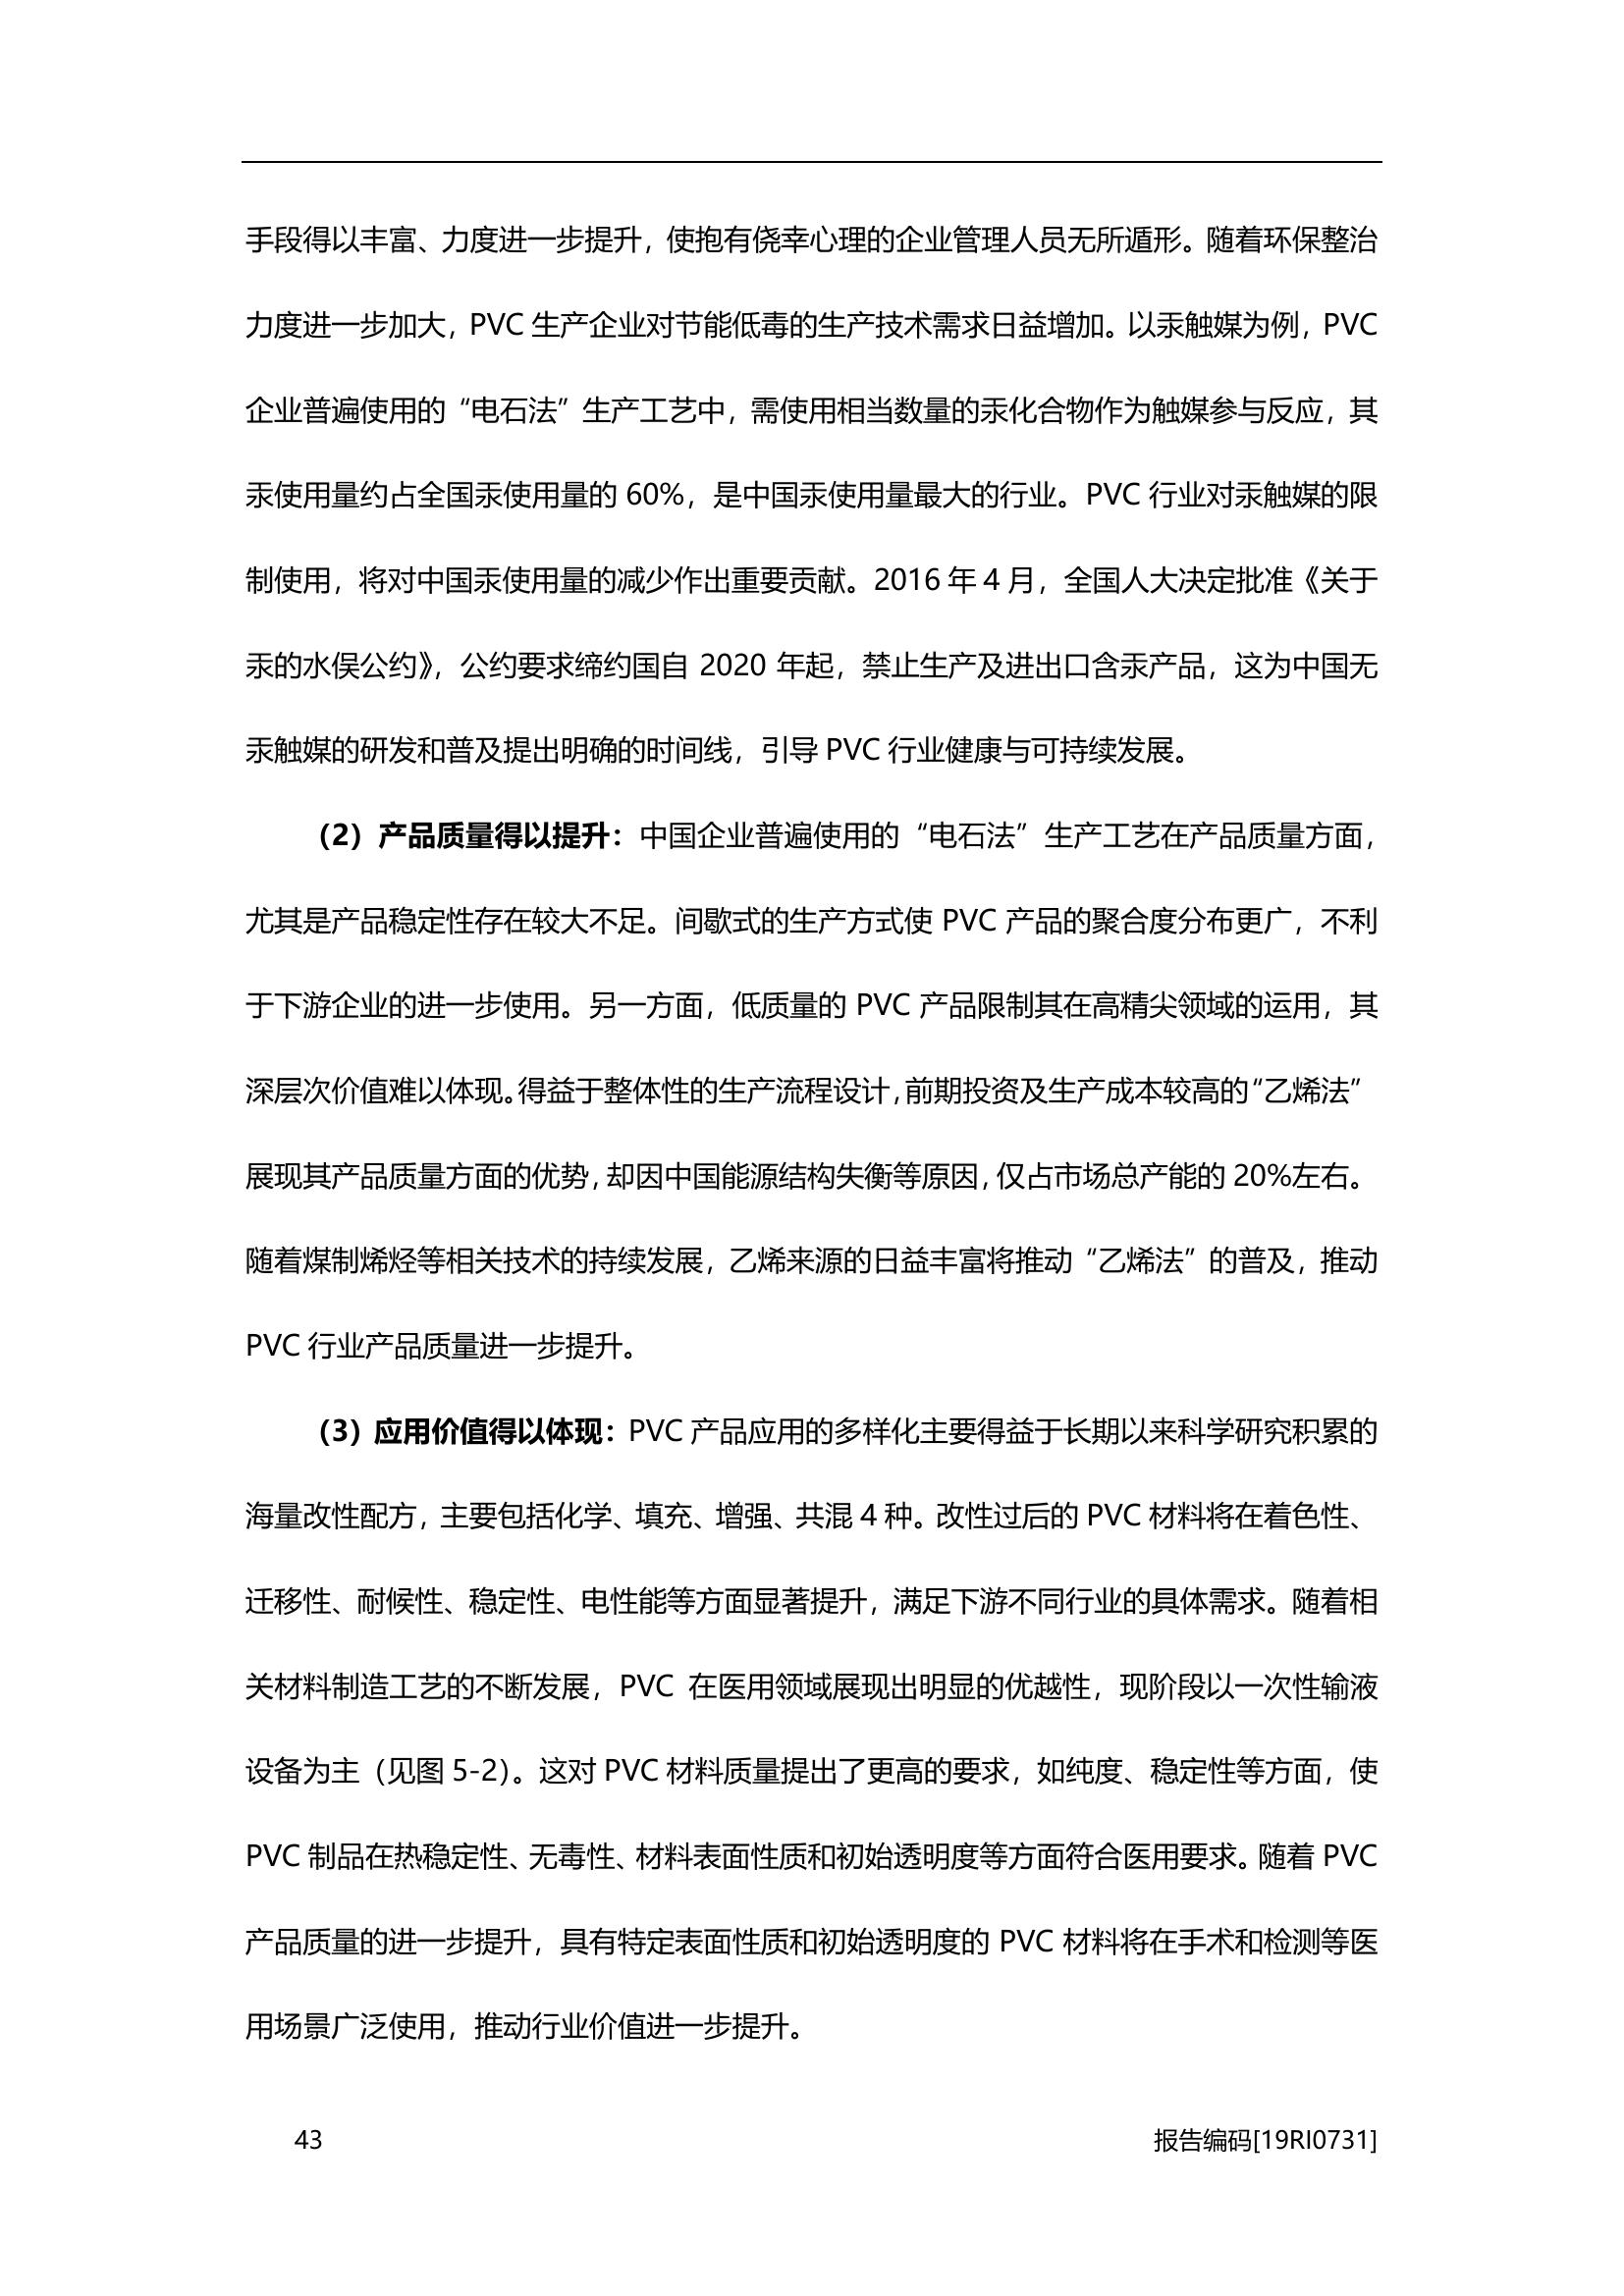 手段得以丰富、力度进一步提升，使抱有侥幸心理的企业管理人员无所遁形。随着环保整治
力度进一步加大，PVC 生产企业对节能低毒的生产技术需求日益增加。以汞触媒为例，PVC
企业普遍使用的“电石法”生产工艺中，需使用相当数量的汞化合物作为触媒参与反应，其
汞使用量约占全国汞使用量的 60%，是中国汞使用量最大的行业。PVC 行业对汞触媒的限
制使用，将对中国汞使用量的减少作出重要贡献。2016 年 4 月，全国人大决定批准《关于
汞的水俣公约》，公约要求缔约国自 2020 年起，禁止生产及进出口含汞产品，这为中国无
汞触媒的研发和普及提出明确的时间线，引导 PVC 行业健康与可持续发展。
（2）产品质量得以提升：中国企业普遍使用的“电石法”生产工艺在产品质量方面，
尤其是产品稳定性存在较大不足。间歇式的生产方式使 PVC 产品的聚合度分布更广，不利
于下游企业的进一步使用。另一方面，低质量的 PVC 产品限制其在高精尖领域的运用，其
深层次价值难以体现。得益于整体性的生产流程设计，前期投资及生产成本较高的“乙烯法”
展现其产品质量方面的优势，却因中国能源结构失衡等原因，仅占市场总产能的 20%左右。
随着煤制烯烃等相关技术的持续发展，乙烯来源的日益丰富将推动“乙烯法”的普及，推动
PVC 行业产品质量进一步提升。
（3）应用价值得以体现：PVC 产品应用的多样化主要得益于长期以来科学研究积累的
海量改性配方，主要包括化学、填充、增强、共混 4 种。改性过后的 PVC 材料将在着色性、
迁移性、耐候性、稳定性、电性能等方面显著提升，满足下游不同行业的具体需求。随着相
关材料制造工艺的不断发展，PVC 在医用领域展现出明显的优越性，现阶段以一次性输液
设备为主（见图 5-2）。这对 PVC 材料质量提出了更高的要求，如纯度、稳定性等方面，使
PVC 制品在热稳定性、无毒性、材料表面性质和初始透明度等方面符合医用要求。随着 PVC
产品质量的进一步提升，具有特定表面性质和初始透明度的 PVC 材料将在手术和检测等医
用场景广泛使用，推动行业价值进一步提升。
43 报告编码[19RI0731]